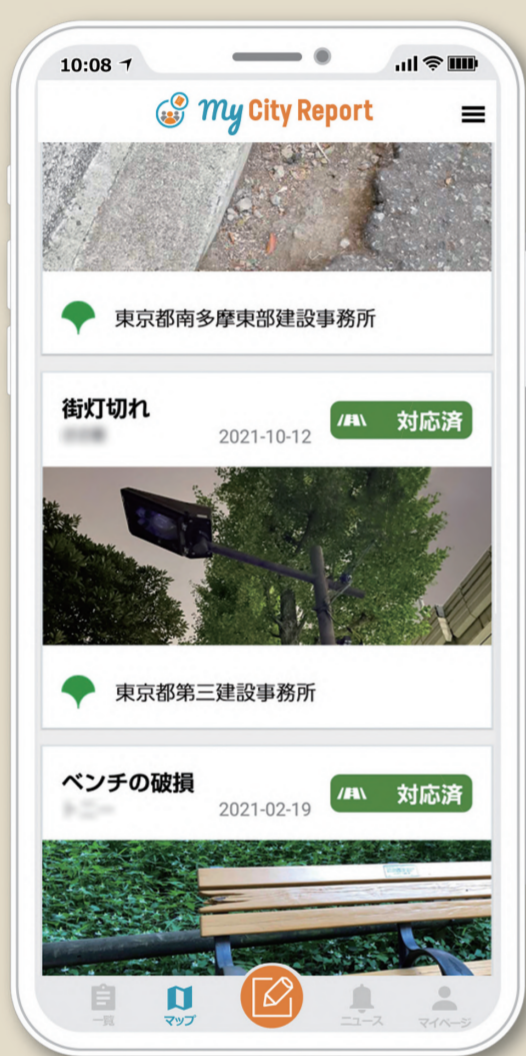 10:08
My City Report
東京都南多摩東部建設事務所
街灯切れ
2021-10-12
対応済
東京都第三建設事務所
ベンチの破損
2021-02-19
対応済
一覧
マップ
ニュース
マイページ